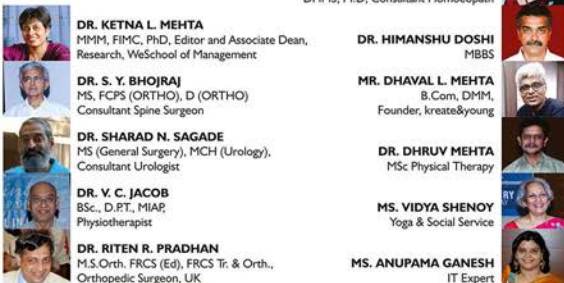 DHMS, M.D, Consultant Homoeopath
DR. KETNA L. MEHTA
MMM, FIMC, PhD, Editor and Associate Dean,
Research, WeSchool of Management
DR. S. Y. BHOJRAJ
MS, FCPS (ORTHO), D (ORTHO)
Consultant Spine Surgeon
DR. SHARAD N. SAGADE
MS (General Surgery), MCH (Urology),
Consultant Urologist
DR. V. C. JACOB
BSc., D.P.T., MIAP,
Physiotherapist
DR. RITEN R. PRADHAN
M.S.Orth. FRCS (Ed), FRCS Tr. & Orth.,
Orthopedic Surgeon, UK
DR. HIMANSHU DOSHI
MBBS
MR. DHAVAL L. MEHTA
B.Com, DMM,
Founder, kreate&young
DR. DHRUV MEHTA
MSc Physical Therapy
MS. VIDYA SHENOY
Yoga & Social Service
MS. ANUPAMA GANESH
IT Expert